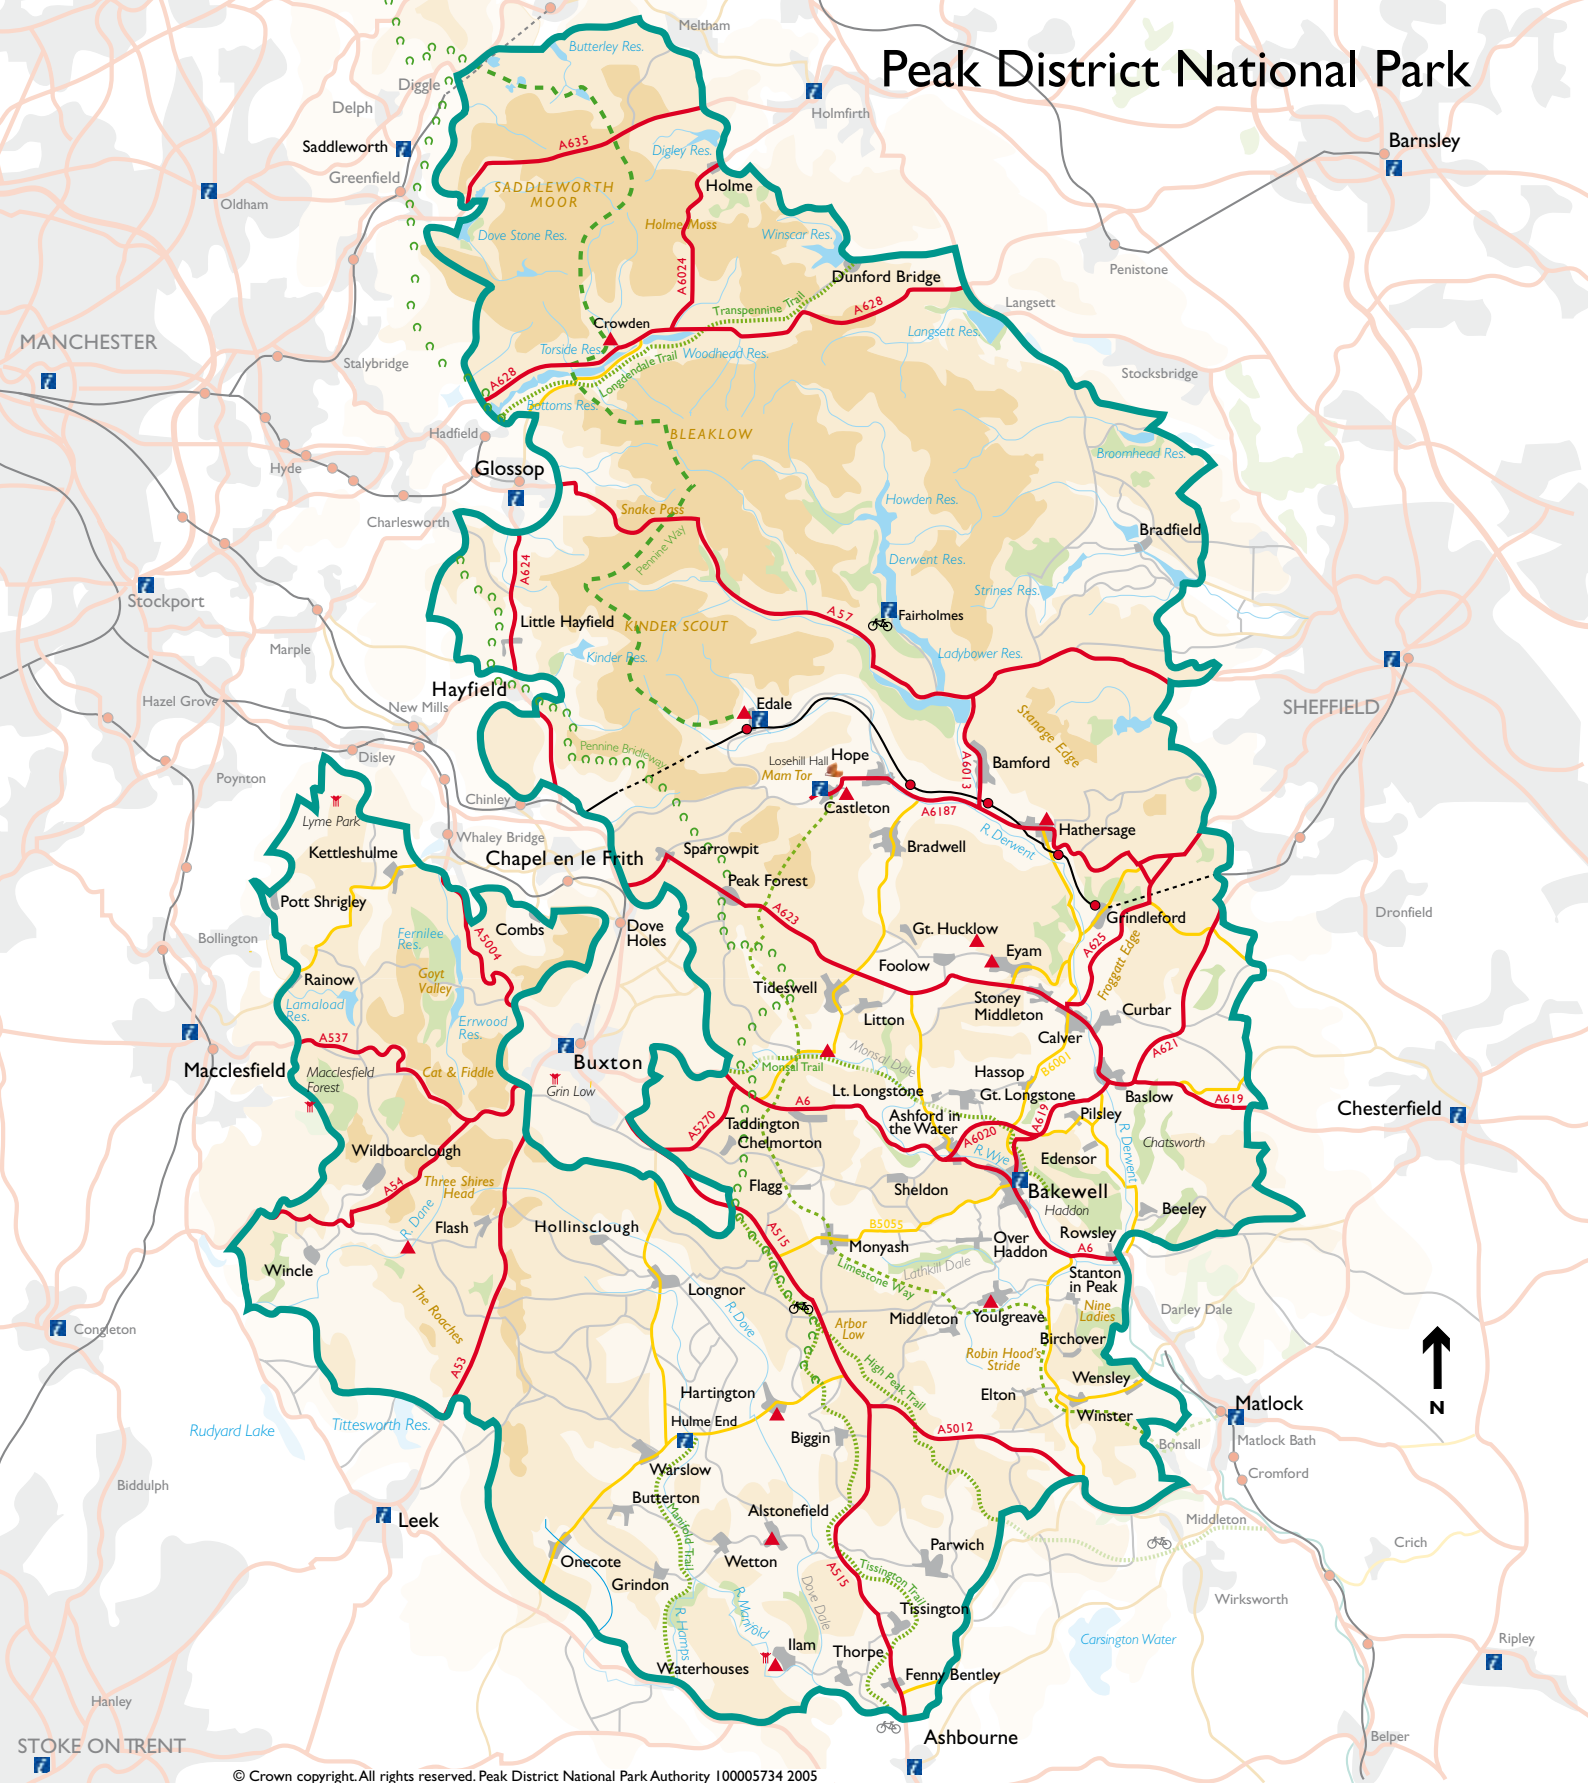 Peak District National Park
Meltham
Butterley Res.
Diggle
Delph
Holmfirth
Saddleworth
A635
Digley Res.
Barnsley
Greenfield
SADDLEWORTH
MOOR
Holme
Oldham
Holme Moss
Dove Stone Res.
Winscar Res.
Dunford Bridge
Penistone
A6024
Transpennine Trail
A628
Langsett
Crowden
Langsett Res.
MANCHESTER
Torside Res.
Woodhead Res.
Longdendale Trail
Stalybridge
A628
Stocksbridge
Bottoms Res.
Hadfield
BLEAKLOW
Broomhead Res.
Hyde
Glossop
Howden Res.
Snake Pass
Charlesworth
Bradfield
Pennine Way
A624
Derwent Res.
Strines Res.
Stockport
Little Hayfield
KINDER SCOUT
A57
Fairholmes
Marple
Kinder Res.
Ladybower Res.
Hayfield
Hazel Grove
New Mills
Edale
SHEFFIELD
Stanage Edge
Disley
Pennine Bridleway
Losehill Hall
Hope
Mam Tor
A6013
Bamford
Poynton
Chinley
Castleton
A6187
Lyme Park
Whaley Bridge
R. Derwent
Hathersage
Kettleshulme
Chapel en le Frith
Sparrowpit
Bradwell
Peak Forest
Pott Shrigley
A623
Grindleford
Dronfield
Combs
Dove
Holes
Gt. Hucklow
Bollington
Fernilee
Res.
A5004
Eyam
A625
Froggatt Edge
Foolow
Rainow
Goyt
Valley
Tideswell
Stoney
Middleton
Lamaload
Res.
Errwood
Res.
Litton
Curbar
A537
Calver
A621
Macclesfield
Macclesfield
Forest
Cat & Fiddle
Buxton
Monsal Dale
Monsal Trail
B6001
Grin Low
Hassop
Lt. Longstone
Gt. Longstone
Baslow
A619
A6
Chesterfield
Ashford in
the Water
A619
Pilsley
A5270
Taddington
Chelmorton
A6020
R. Derwent
Chatsworth
Wildboarclough
R. Wye
Edensor
A54
Three Shires
Head
Flagg
Sheldon
Bakewell
Haddon
Beeley
R. Dane
Flash
Hollinsclough
A515
B5055
Monyash
Over
Haddon
Rowsley
A6
Wincle
Limestone Way
Lathkill Dale
Stanton
in Peak
The Roaches
Longnor
R. Dove
Nine
Ladies
Darley Dale
Congleton
Arbor
Low
Middleton
Youlgreave
Birchover
High Peak Trail
Robin Hood's
Stride
A53
Hartington
Elton
Wensley
Rudyard Lake
Tittesworth Res.
Hulme End
Winster
Matlock
N
Biggin
A5012
Bonsall
Matlock Bath
Warslow
Cromford
Biddulph
Butterton
Alstonefield
Manifold Trail
Leek
Middleton
Parwich
Crich
Onecote
Wetton
A515
Tissington Trail
Grindon
Dove Dale
R. Manifold
Wirksworth
Tissington
R. Hamps
Ilam
Thorpe
Carsington Water
Ripley
Waterhouses
Fenny Bentley
Hanley
Ashbourne
Belper
STOKE ON TRENT
© Crown copyright. All rights reserved. Peak District National Park Authority 100005734 2005